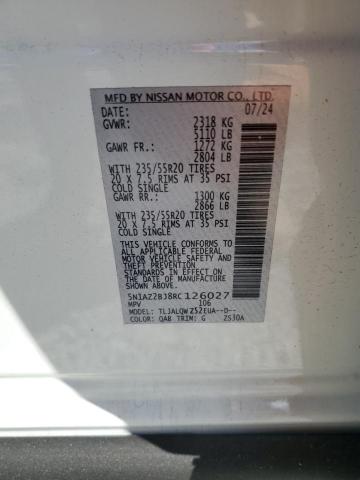 MFD BY NISSAN MOTOR CO., LTD.
DATE: 07/24
GVWR: 2318 KG
5110 LB
GAWR FR.: 1272 KG
2804 LB
WITH 235/55R20 TIRES
20 X 7.5 RIMS AT 35 PSI
COLD SINGLE
GAWR RR.: 1300 KG
2866 LB
WITH 235/55R20 TIRES
20 X 7.5 RIMS AT 35 PSI
COLD SINGLE
THIS VEHICLE CONFORMS TO
ALL APPLICABLE FEDERAL
MOTOR VEHICLE SAFETY AND
THEFT PREVENTION
STANDARDS IN EFFECT ON
THE DATE OF MANUFACTURE
SHOWN ABOVE.
5N1AZ2BJ8RC126027
MPV 106
MODEL: TLJALQWZS2EUA--D--
COLOR: QAB TRIM: G ZS30A